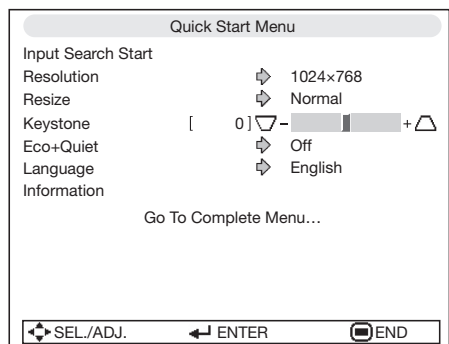 Quick Start Menu
Input Search Start
Resolution 1024×768
Resize Normal
Keystone [ 0] – +
Eco+Quiet Off
Language English
Information
Go To Complete Menu…
SEL./ADJ. ENTER END